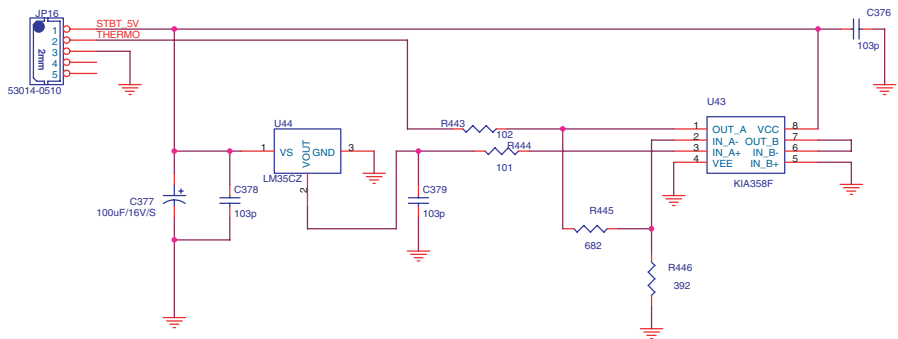 JP16
STBT_5V
THERMO
1
2
3
4
5
2mm
53014-0510
C376
103p
U43
1 OUT_A VCC 8
2 IN_A- OUT_B 7
3 IN_A+ IN_B- 6
4 VEE IN_B+ 5
KIA358F
R443
102
R444
101
U44
1 VS VOUT GND 3
2
LM35CZ
C377
100uF/16V/S
C378
103p
C379
103p
R445
682
R446
392